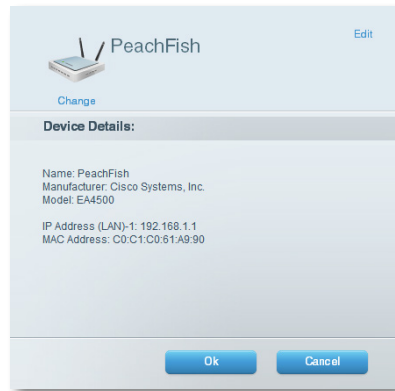 PeachFish
Edit
Change
Device Details:
Name: PeachFish
Manufacturer: Cisco Systems, Inc.
Model: EA4500
IP Address (LAN)-1: 192.168.1.1
MAC Address: C0:C1:C0:61:A9:90
Ok
Cancel